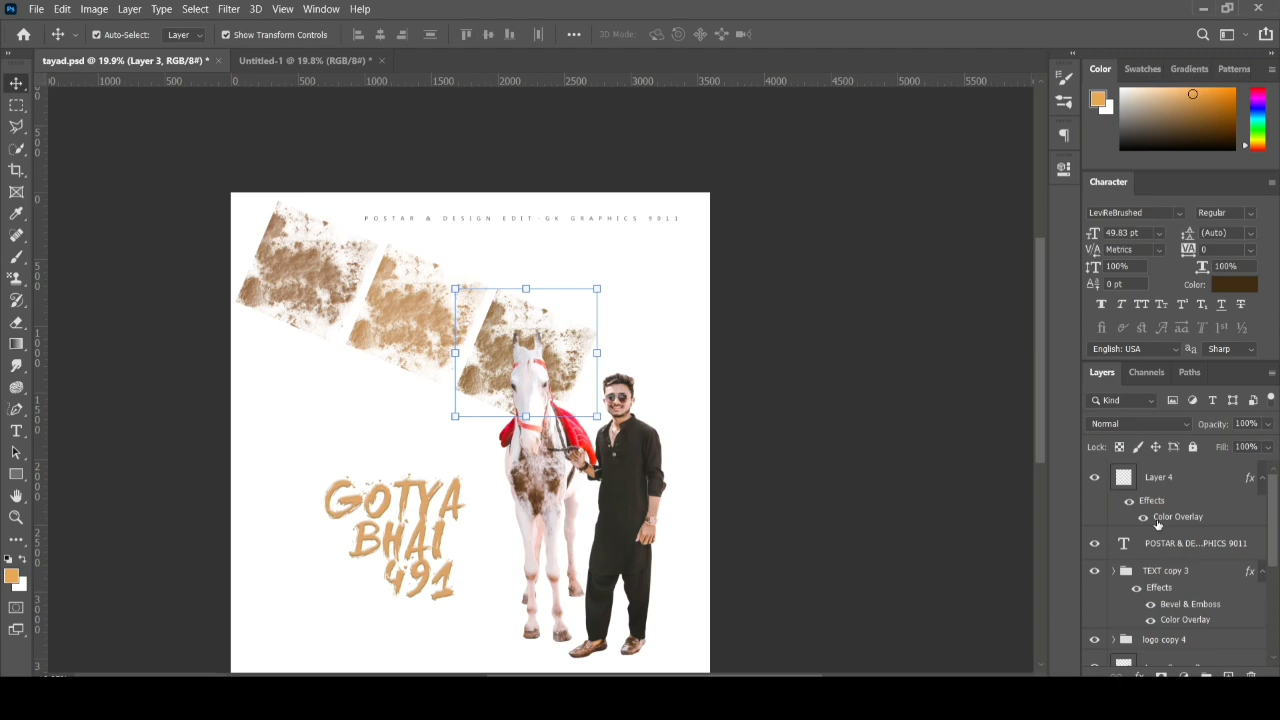 File Edit Image Layer Type Select Filter 3D View Window Help
Auto-Select: Layer Show Transform Controls 3D Mode:
tayad.psd @ 19.9% (Layer 3, RGB/8#) * × Untitled-1 @ 19.8% (RGB/8#) * ×
1000 500 0 500 1000 1500 2000 2500 3000 3500 4000 4500 5000 5500
POSTAR & DESIGN EDIT-GK GRAPHICS 9011
GOTYA
BHAI
491
Color Swatches Gradients Patterns
Character
LeviReBrushed Regular
49.83 pt (Auto)
Metrics 0
100% 100%
0 pt Color:
English: USA Sharp
Layers Channels Paths
Kind
Normal Opacity: 100%
Lock: Fill: 100%
Layer 4 fx
Effects
Color Overlay
POSTAR & DE...PHICS 9011
TEXT copy 3 fx
Effects
Bevel & Emboss
Color Overlay
logo copy 4